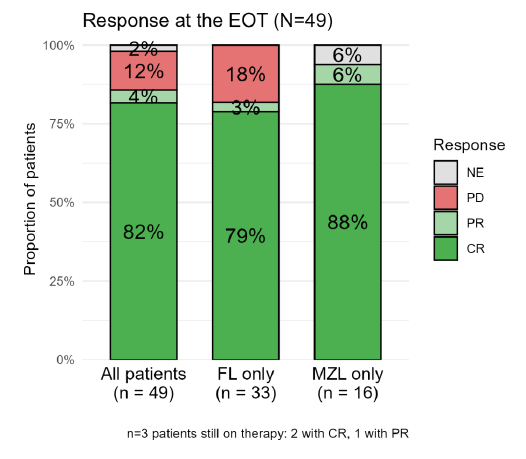 Response at the EOT (N=49)
Proportion of patients
100%
75%
50%
25%
0%
2%
12%
4%
82%
18%
3%
79%
6%
6%
88%
All patients
(n = 49)
FL only
(n = 33)
MZL only
(n = 16)
Response
NE
PD
PR
CR
n=3 patients still on therapy: 2 with CR, 1 with PR